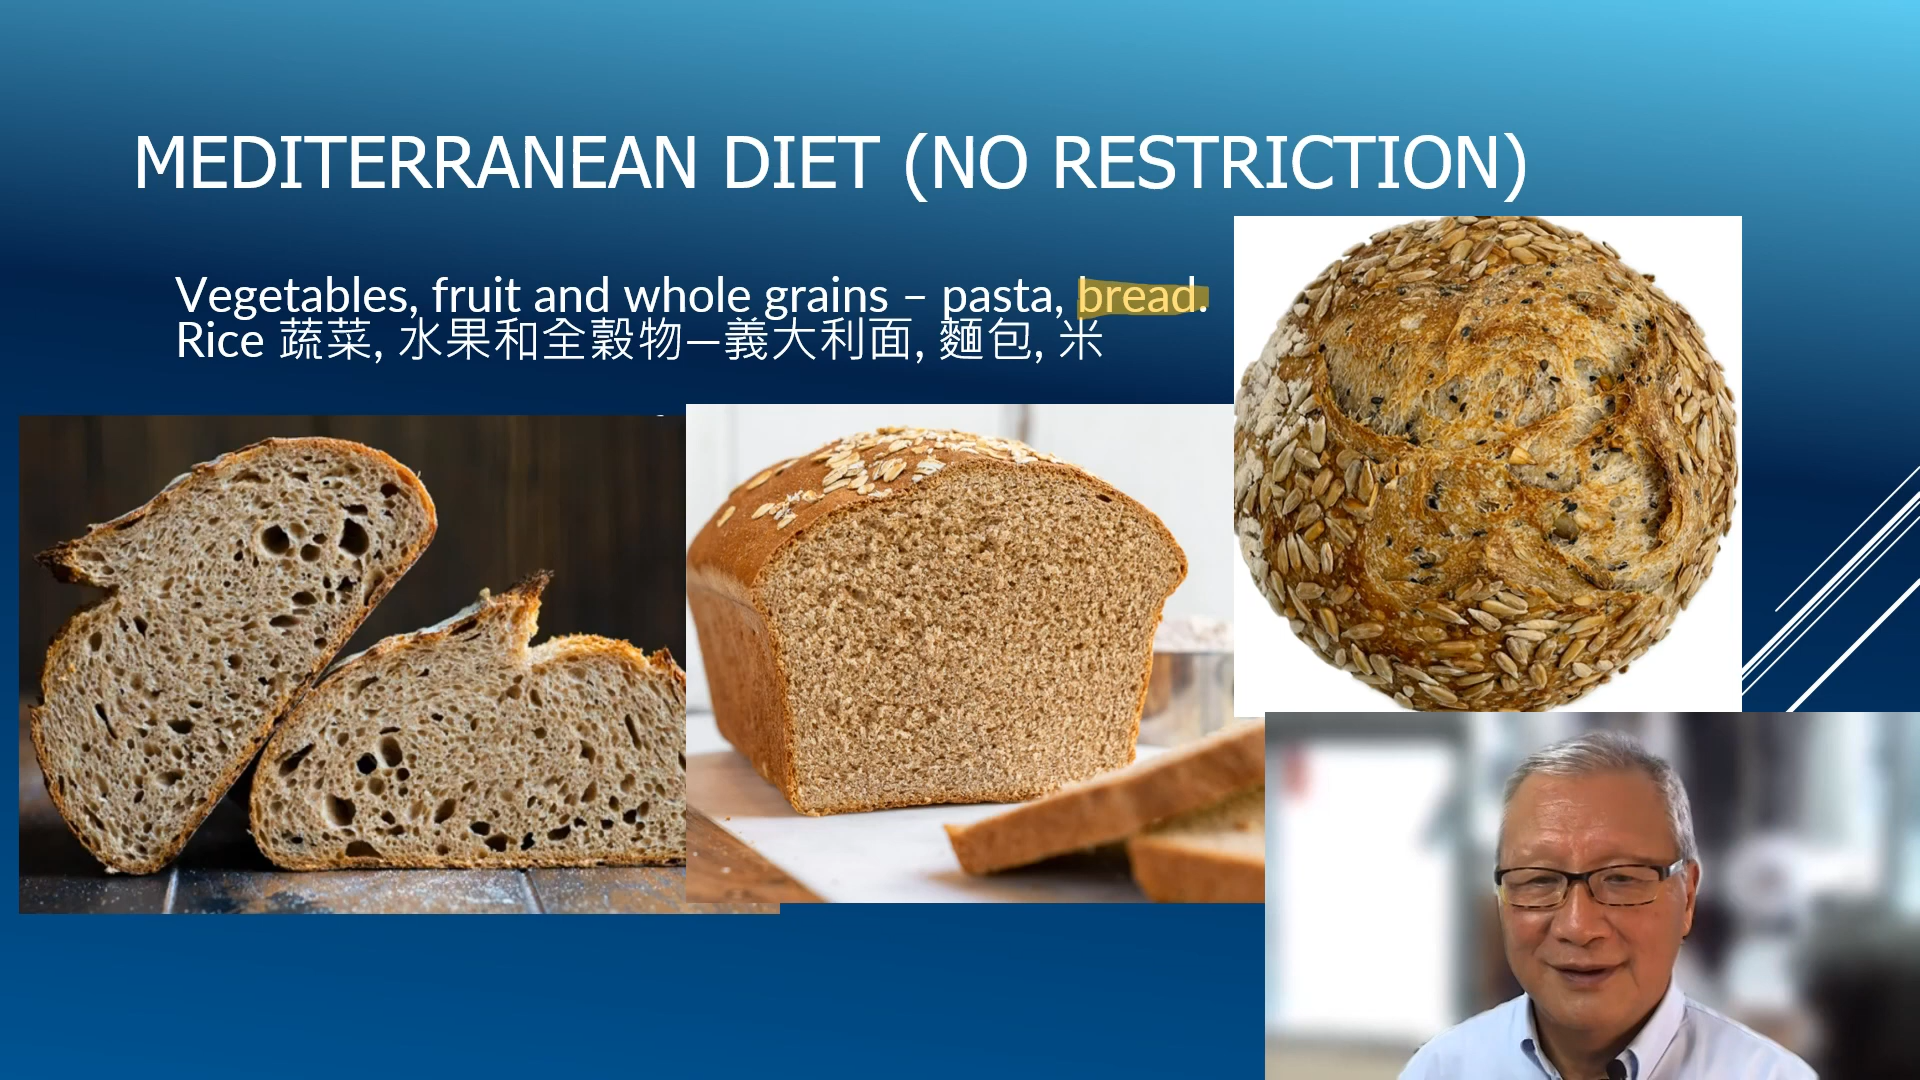 MEDITERRANEAN DIET (NO RESTRICTION)
Vegetables, fruit and whole grains – pasta, bread.
Rice 蔬菜, 水果和全穀物—義大利面, 麵包, 米